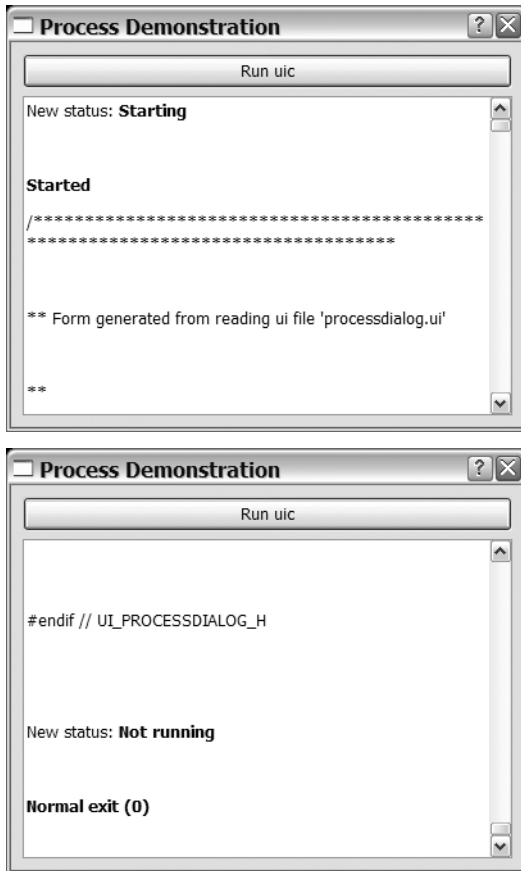 Process Demonstration
Run uic
New status: Starting
Started
/********************************************
************************************
** Form generated from reading ui file 'processdialog.ui'
**
Process Demonstration
Run uic
#endif // UI_PROCESSDIALOG_H
New status: Not running
Normal exit (0)